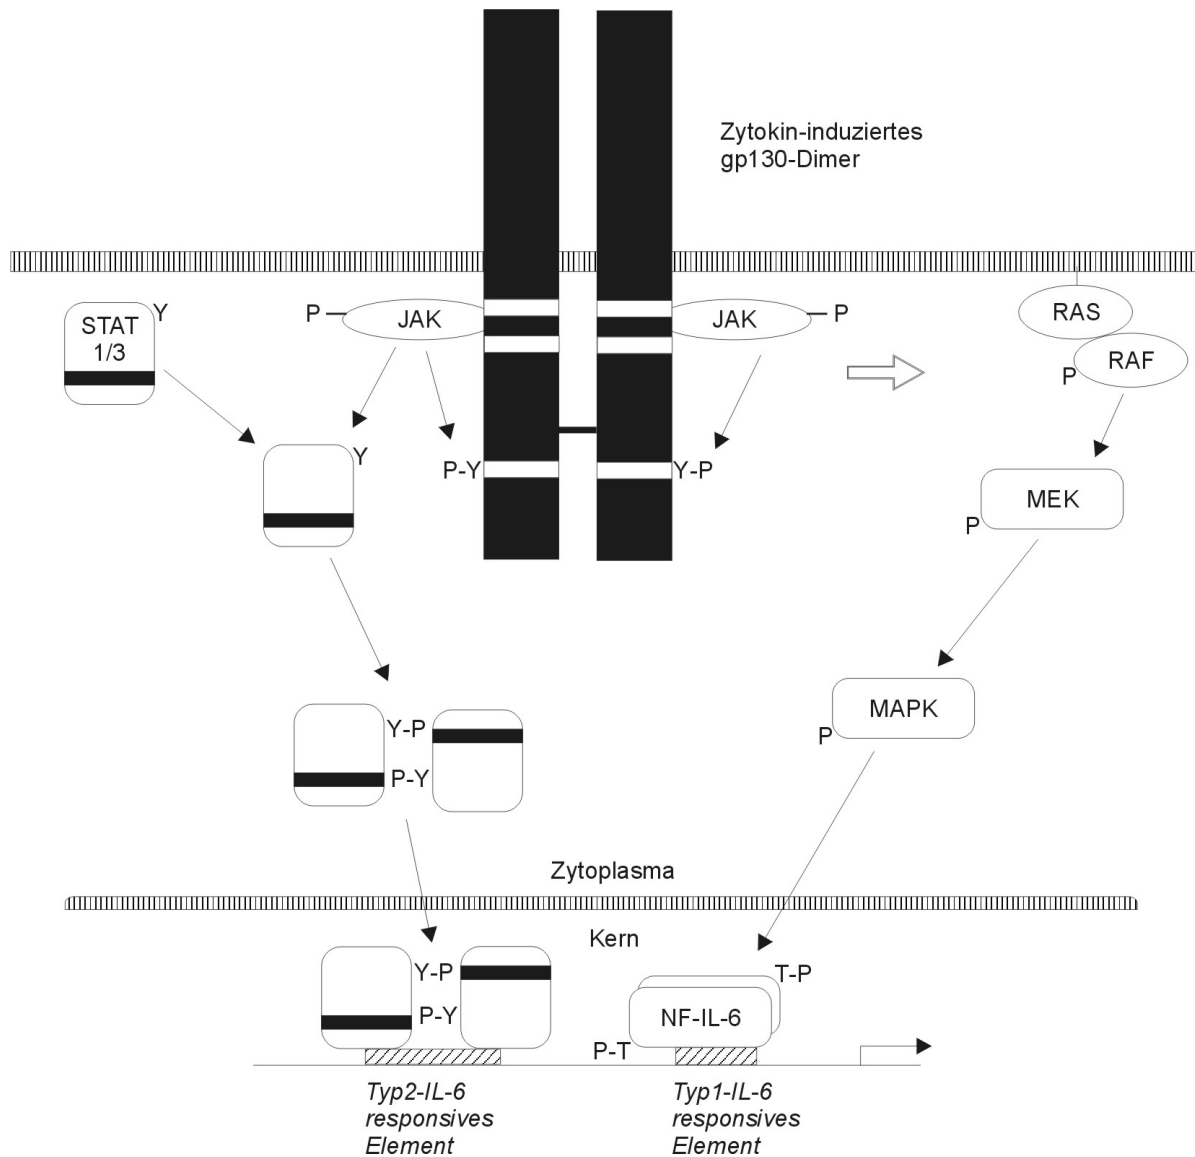 Zytokin-induziertes
gp130-Dimer
STAT
1/3
Y
P
JAK
JAK
P
RAS
RAF
P
Y
P-Y
Y-P
MEK
P
MAPK
P
Y-P
P-Y
Zytoplasma
Kern
Y-P
P-Y
T-P
NF-IL-6
P-T
Typ2-IL-6
responsives
Element
Typ1-IL-6
responsives
Element